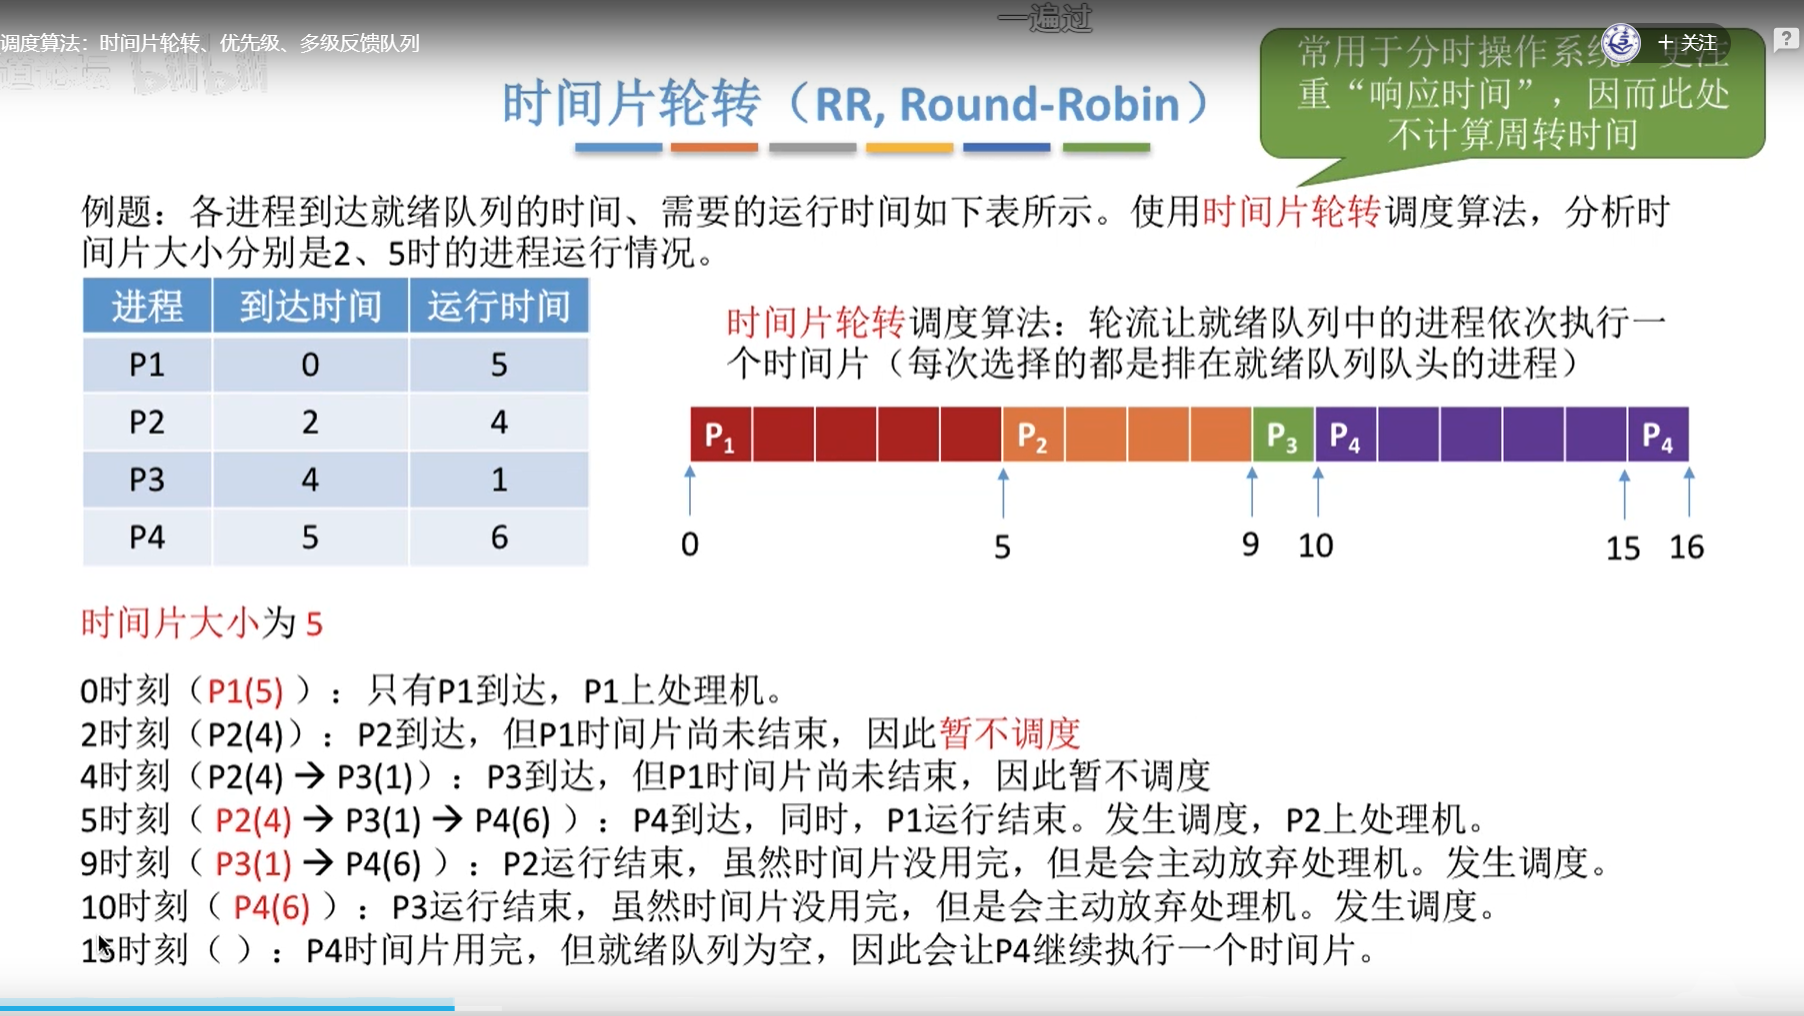 一遍过
调度算法：时间片轮转、优先级、多级反馈队列
+ 关注
?
bilibili
时间片轮转（RR, Round-Robin）
常用于分时操作系统，更注
重“响应时间”，因而此处
不计算周转时间
例题：各进程到达就绪队列的时间、需要的运行时间如下表所示。使用时间片轮转调度算法，分析时
间片大小分别是2、5时的进程运行情况。
进程 到达时间 运行时间
P1 0 5
P2 2 4
P3 4 1
P4 5 6
时间片轮转调度算法：轮流让就绪队列中的进程依次执行一
个时间片（每次选择的都是排在就绪队列队头的进程）
P1 P2 P3 P4 P4
0 5 9 10 15 16
时间片大小为 5
0时刻（P1(5) ）：只有P1到达，P1上处理机。
2时刻（P2(4)）：P2到达，但P1时间片尚未结束，因此暂不调度
4时刻（P2(4) → P3(1)）：P3到达，但P1时间片尚未结束，因此暂不调度
5时刻（ P2(4) → P3(1) → P4(6) ）：P4到达，同时，P1运行结束。发生调度，P2上处理机。
9时刻（ P3(1) → P4(6) ）：P2运行结束，虽然时间片没用完，但是会主动放弃处理机。发生调度。
10时刻（ P4(6) ）：P3运行结束，虽然时间片没用完，但是会主动放弃处理机。发生调度。
15时刻（ ）：P4时间片用完，但就绪队列为空，因此会让P4继续执行一个时间片。